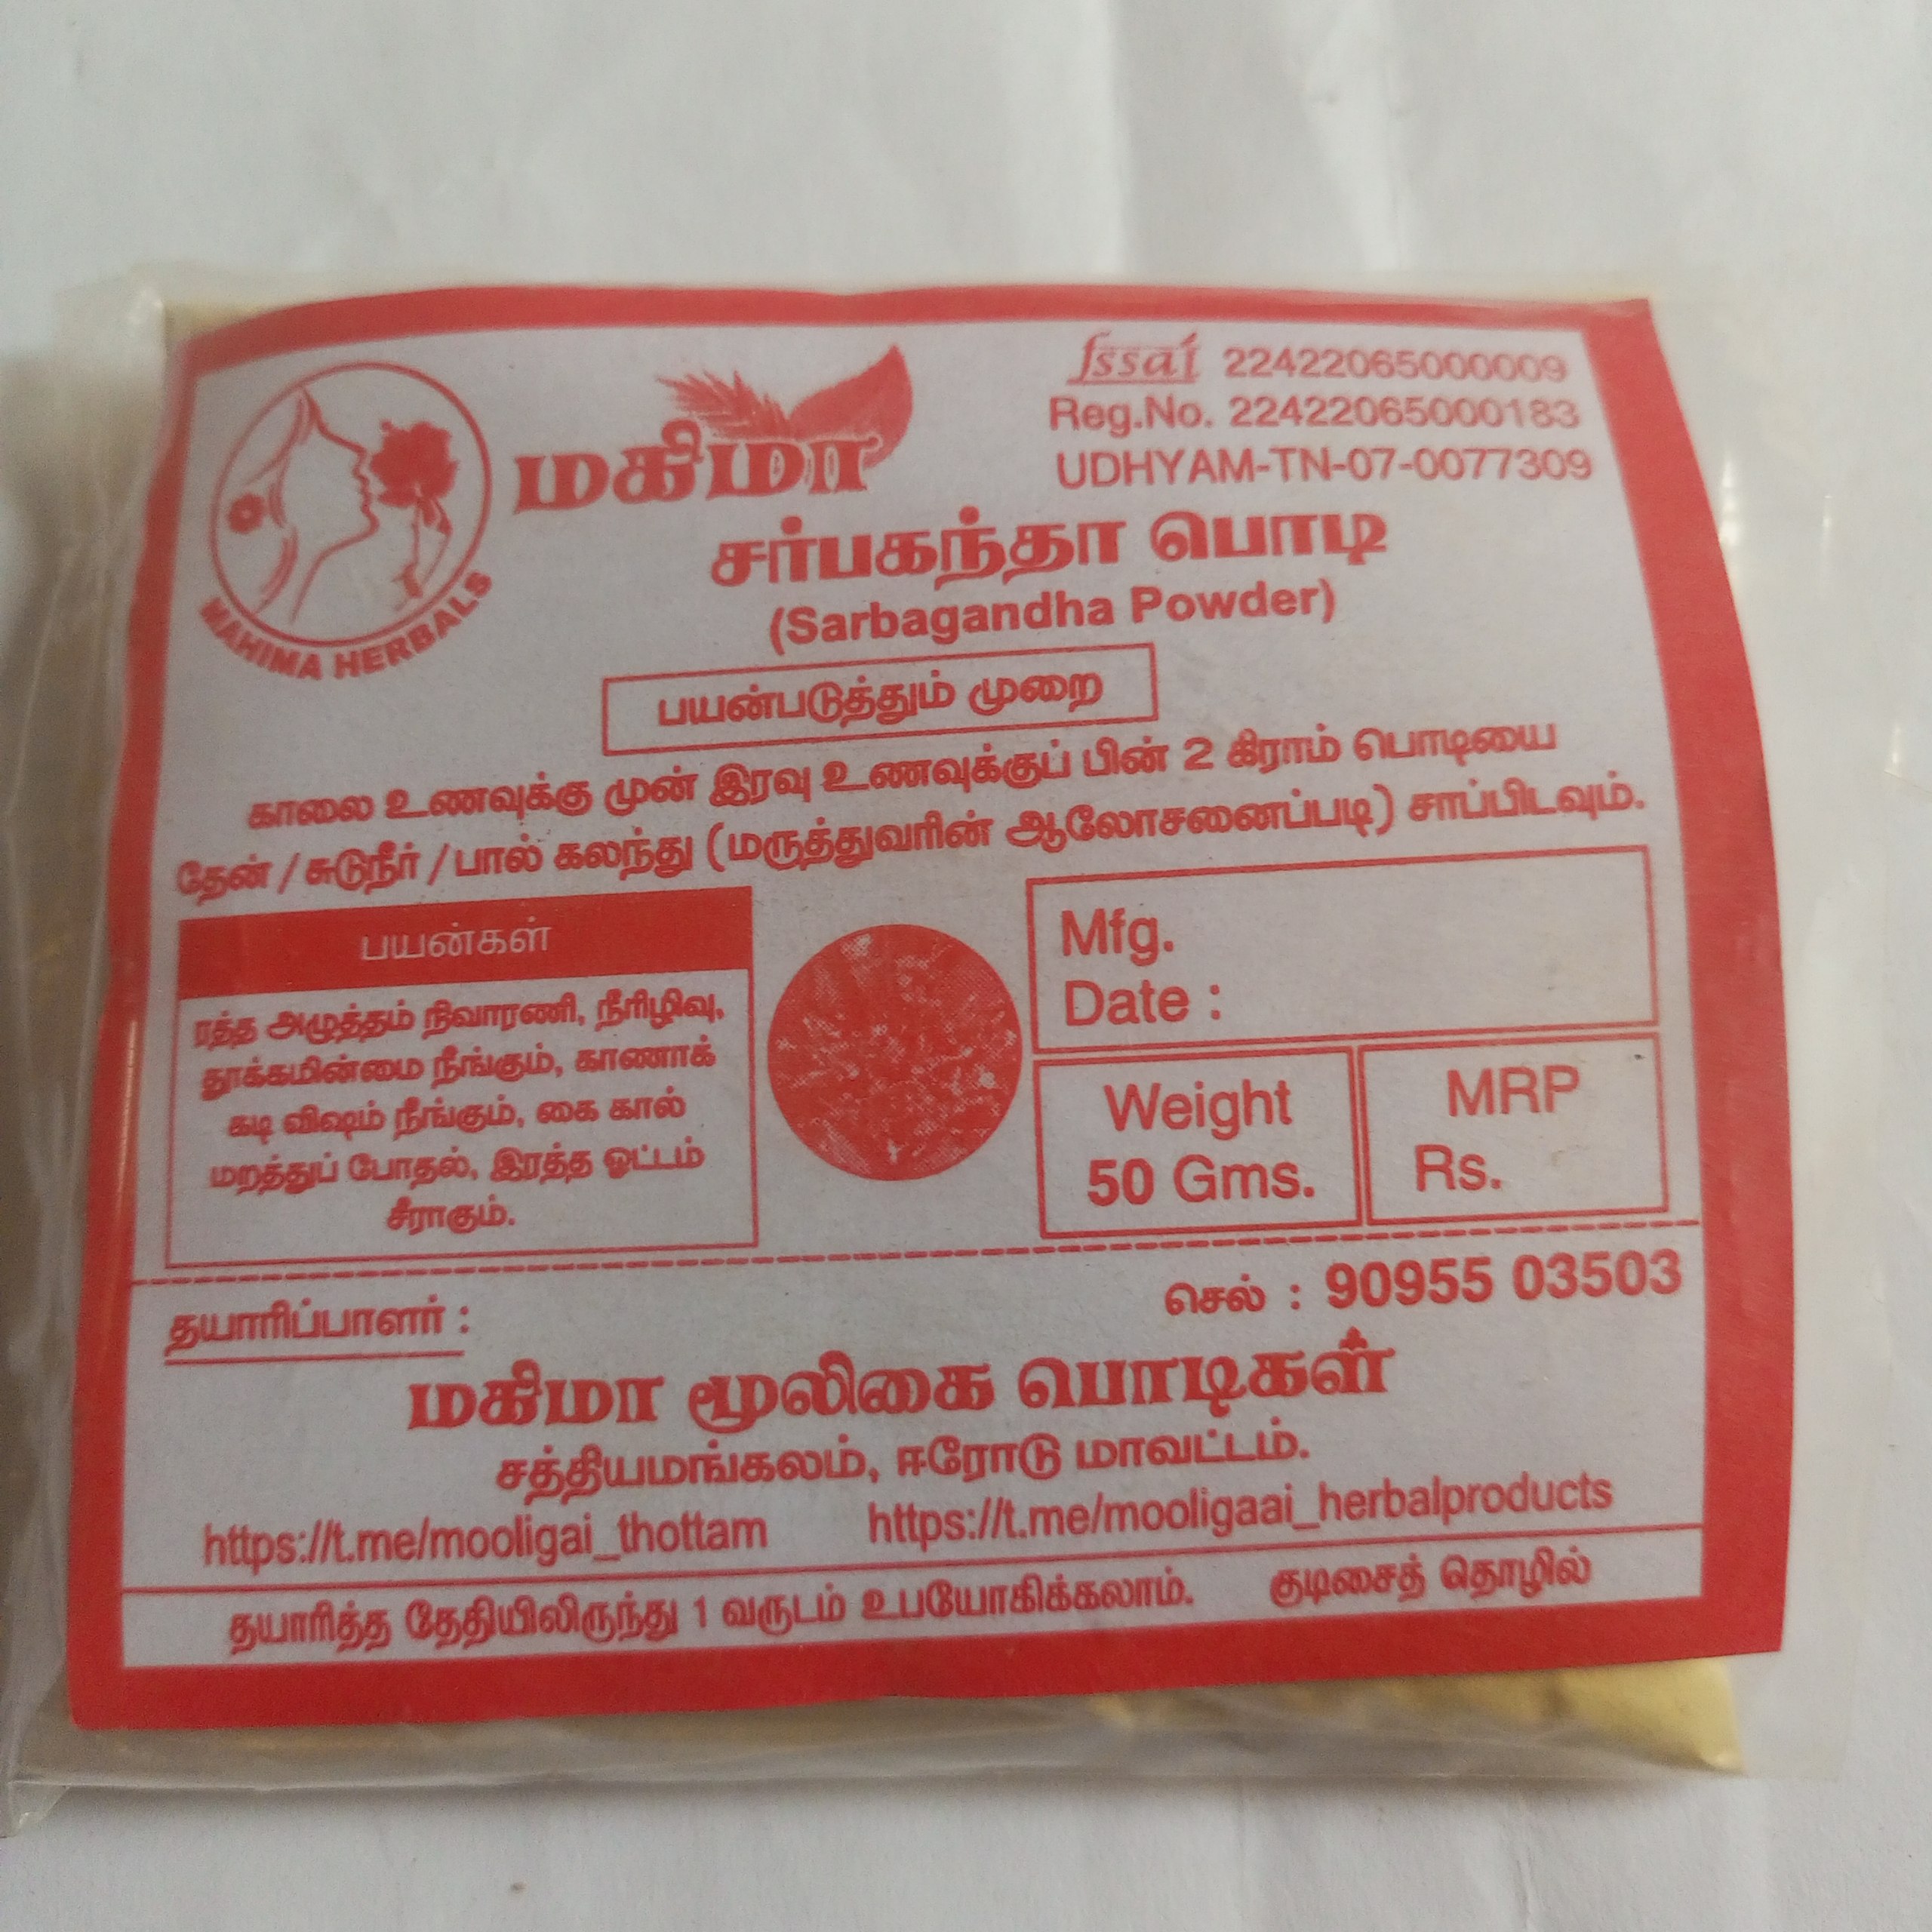 fssai 22422065000009
Reg.No. 22422065000183
UDHYAM-TN-07-0077309
MAHIMA HERBALS
மகிமா
சர்பகந்தா பொடி
(Sarbagandha Powder)
பயன்படுத்தும் முறை
காலை உணவுக்கு முன் இரவு உணவுக்குப் பின் 2 கிராம் பொடியை
தேன் / சுடுநீர் / பால் கலந்து (மருத்துவரின் ஆலோசனைப்படி) சாப்பிடவும்.
பயன்கள்
ரத்த அழுத்தம் நிவாரணி, நீரிழிவு,
தூக்கமின்மை நீங்கும், காணாக்
கடி விஷம் நீங்கும், கை கால்
மறத்துப் போதல், இரத்த ஓட்டம்
சீராகும்.
Mfg.
Date :
Weight
50 Gms.
MRP
Rs.
தயாரிப்பாளர் :
செல் : 90955 03503
மகிமா மூலிகை பொடிகள்
சத்தியமங்கலம், ஈரோடு மாவட்டம்.
https://t.me/mooligai_thottam https://t.me/mooligaai_herbalproducts
தயாரித்த தேதியிலிருந்து 1 வருடம் உபயோகிக்கலாம். குடிசைத் தொழில்